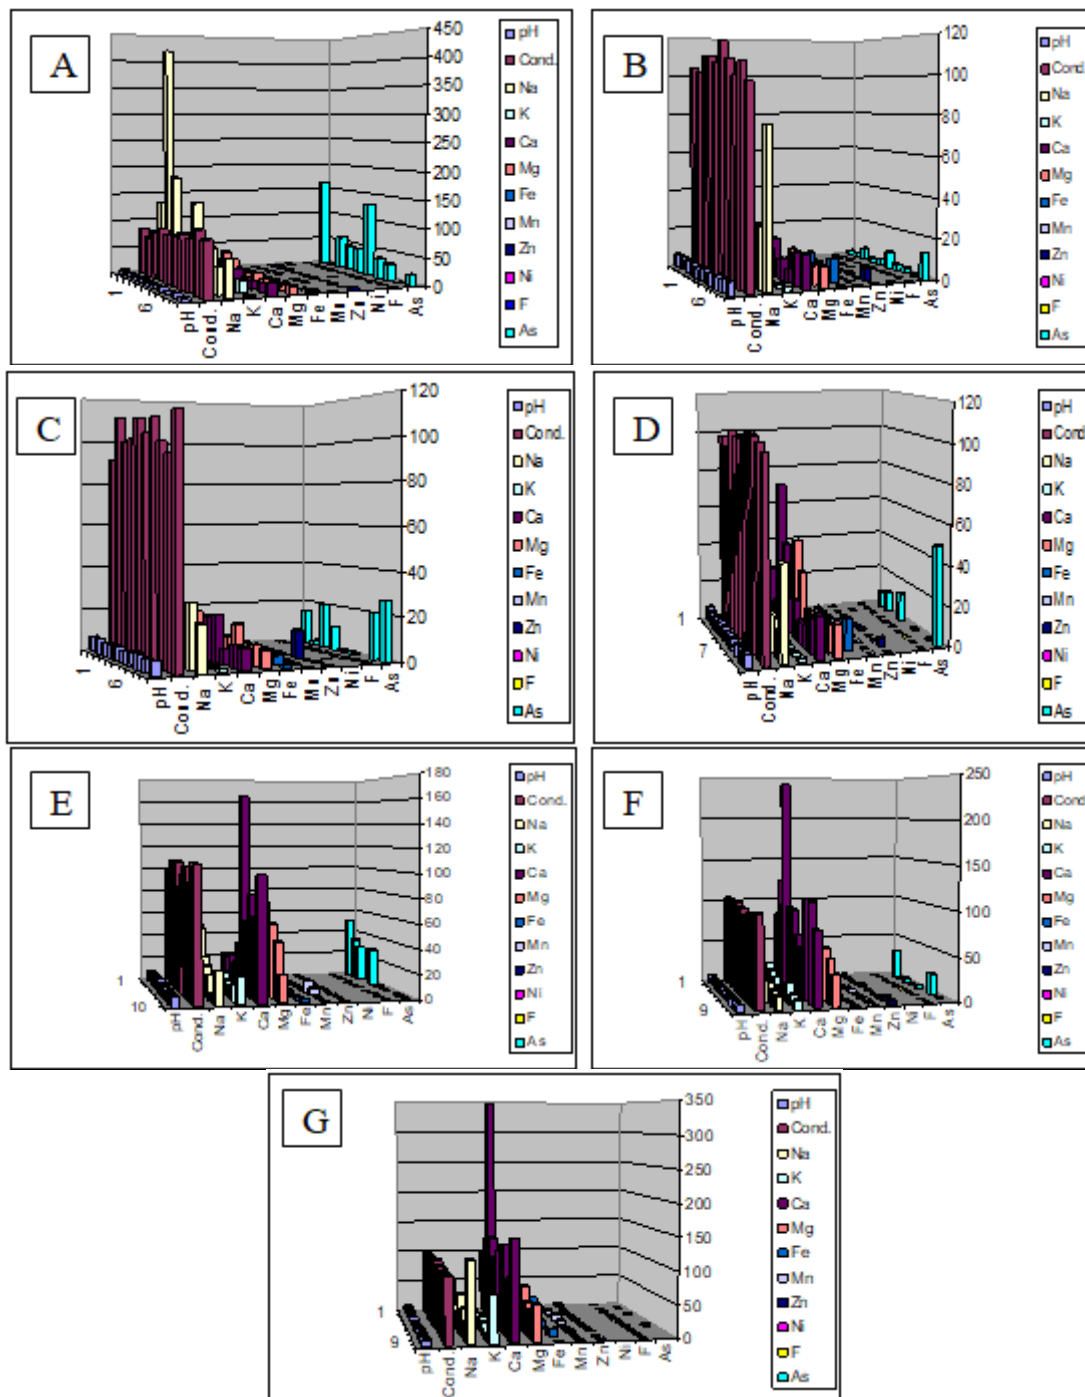 A
450
400
350
300
250
200
150
100
50
0
1
6
pH
Cond.
Na
K
Ca
Mg
Fe
Mn
Zn
Ni
F
As
pH
Cond.
Na
K
Ca
Mg
Fe
Mn
Zn
Ni
F
As
B
120
100
80
60
40
20
0
1
6
pH
Cond.
Na
K
Ca
Mg
Fe
Mn
Zn
Ni
F
As
pH
Cond.
Na
K
Ca
Mg
Fe
Mn
Zn
Ni
F
As
C
120
100
80
60
40
20
0
1
6
pH
Cond.
Na
K
Ca
Mg
Fe
Mn
Zn
Ni
F
As
pH
Cond.
Na
K
Ca
Mg
Fe
Mn
Zn
Ni
F
As
D
120
100
80
60
40
20
0
1
7
pH
Cond.
Na
K
Ca
Mg
Fe
Mn
Zn
Ni
F
As
pH
Cond.
Na
K
Ca
Mg
Fe
Mn
Zn
Ni
F
As
E
180
160
140
120
100
80
60
40
20
0
1
10
pH
Cond.
Na
K
Ca
Mg
Fe
Mn
Zn
Ni
F
As
pH
Cond.
Na
K
Ca
Mg
Fe
Mn
Zn
Ni
F
As
F
250
200
150
100
50
0
1
9
pH
Cond.
Na
K
Ca
Mg
Fe
Mn
Zn
Ni
F
As
pH
Cond
Na
K
Ca
Mg
Fe
Mn
Zn
Ni
F
As
G
350
300
250
200
150
100
50
0
1
9
pH
Cond.
Na
K
Ca
Mg
Fe
Mn
Zn
Ni
F
As
pH
Cond.
Na
K
Ca
Mg
Fe
Mn
Zn
Ni
F
As